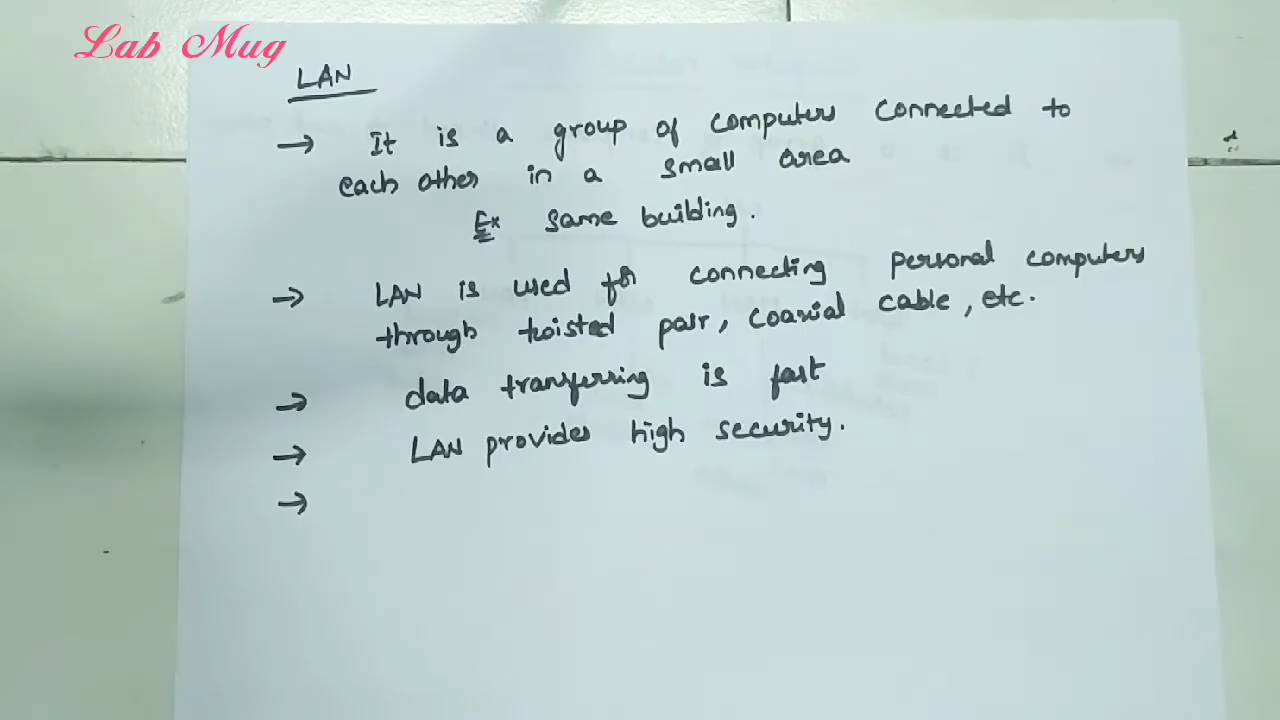 Lab Mug
LAN
→ It is a group of computers connected to
each other in a small area
Ex same building.
→ LAN is used for connecting personal computers
through twisted pair, coaxial cable, etc.
→ data transferring is fast
→ LAN provides high security.
→